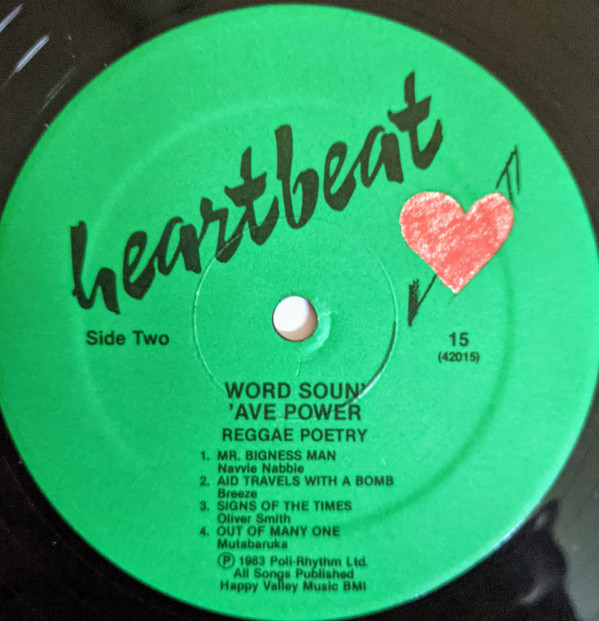 heartbeat
Side Two
15
(42015)
WORD SOUN'
'AVE POWER
REGGAE POETRY
1. MR. BIGNESS MAN
Navvie Nabbie
2. AID TRAVELS WITH A BOMB
Breeze
3. SIGNS OF THE TIMES
Oliver Smith
4. OUT OF MANY ONE
Mutabaruka
Ⓟ 1983 Poli-Rhythm Ltd.
All Songs Published
Happy Valley Music BMI